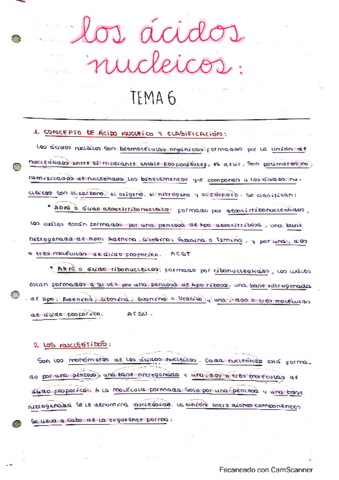 los ácidos
nucleicos:
TEMA 6
1. CONCEPTO DE ÁCIDO NUCLEICO Y CLASIFICACIÓN:
Los ácidos nucleicos son biomoléculas orgánicas formadas por la unión de
nucleótidos entre sí mediante enlace fosfodiéster, es decir, son polímeros no
ramificados de nucleótidos. Los bioelementos que componen a los ácidos nu-
cleicos son el carbono, el oxígeno, el nitrógeno y el fósforo. Se clasifican:
* ADN o ácido desoxirribonucleico: formado por desoxirribonucleótidos,
los cuales están formados por una pentosa de tipo desoxirribosa, una base
nitrogenada de tipo: Adenina, Citosina, Guanina o Timina, y por una, dos
o tres moléculas de ácido fosfórico. ACGT
* ARN o ácido ribonucleico: formado por ribonucleótidos, los cuales
están formados a su vez por una pentosa de tipo ribosa, una base nitrogenada
de tipo: Adenina, Citosina, Guanina o Uracilo y una, dos o tres moléculas
de ácido fosfórico. ACGU.
2. LOS NUCLEÓTIDOS:
Son los monómeros de los ácidos nucleicos. Cada nucleótido está forma-
do por una pentosa, una base nitrogenada y una, dos o tres moléculas de
ácido fosfórico. A la molécula formada solo por una pentosa y una base
nitrogenada se le denomina nucleósido. La unión entre dichos componentes
se lleva a cabo de la siguiente forma:
Escaneado con CamScanner